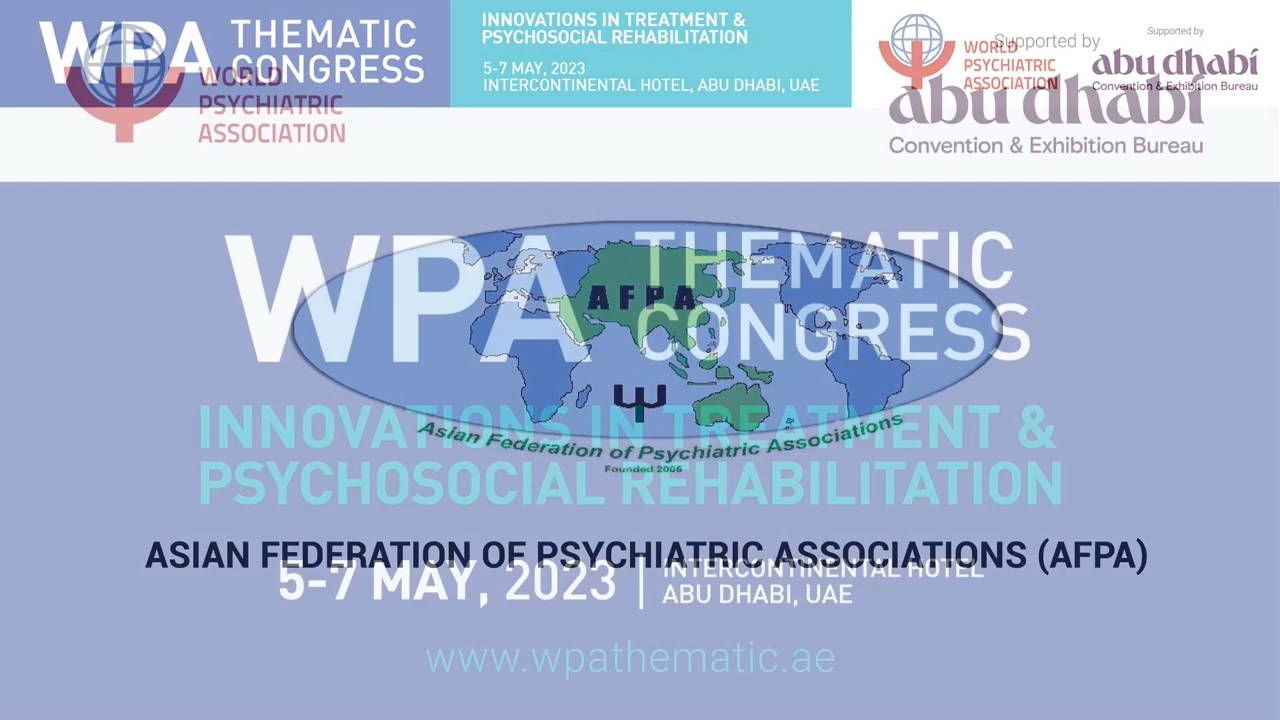 WPA THEMATIC
CONGRESS
INNOVATIONS IN TREATMENT &
PSYCHOSOCIAL REHABILITATION
5-7 MAY, 2023
INTERCONTINENTAL HOTEL, ABU DHABI, UAE
WORLD
PSYCHIATRIC
ASSOCIATION
Supported by
abu dhabi
Convention & Exhibition Bureau
WORLD
PSYCHIATRIC
ASSOCIATION
Supported by
abu dhabi
Convention & Exhibition Bureau
WPA THEMATIC
CONGRESS
AFPA
Asian Federation of Psychiatric Associations
Founded 2005
INNOVATIONS IN TREATMENT &
PSYCHOSOCIAL REHABILITATION
ASIAN FEDERATION OF PSYCHIATRIC ASSOCIATIONS (AFPA)
5-7 MAY, 2023
INTERCONTINENTAL HOTEL
ABU DHABI, UAE
www.wpathematic.ae